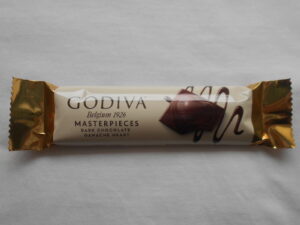 GODIVA
Belgium 1926
MASTERPIECES
DARK CHOCOLATE
GANACHE HEART